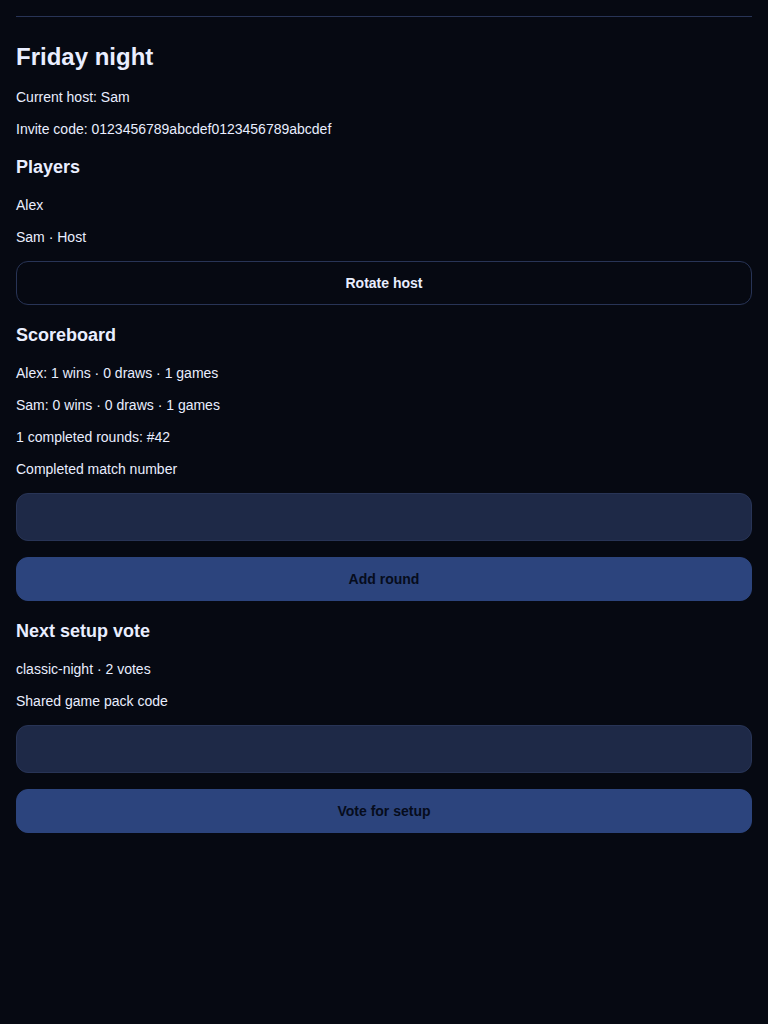 Friday night
Current host: Sam
Invite code: 0123456789abcdef0123456789abcdef
Players
Alex
Sam · Host
Rotate host
Scoreboard
Alex: 1 wins · 0 draws · 1 games
Sam: 0 wins · 0 draws · 1 games
1 completed rounds: #42
Completed match number
Add round
Next setup vote
classic-night · 2 votes
Shared game pack code
Vote for setup